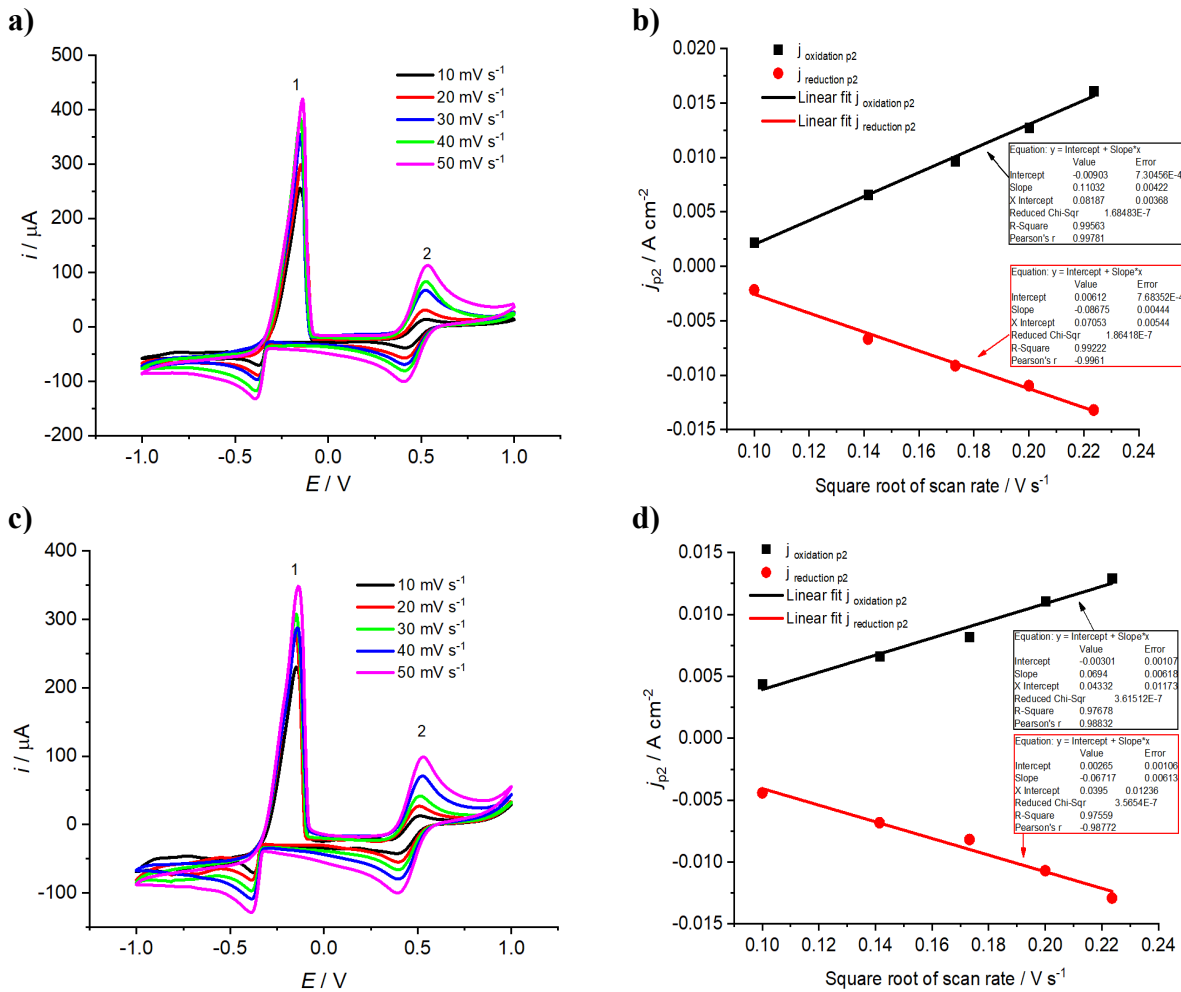 a)
500
400
300
200
100
0
-100
-200
i / µA
1
2
10 mV s⁻¹
20 mV s⁻¹
30 mV s⁻¹
40 mV s⁻¹
50 mV s⁻¹
-1.0 -0.5 0.0 0.5 1.0
E / V
b)
0.020
0.015
0.010
0.005
0.000
-0.005
-0.010
-0.015
jp2 / A cm⁻²
j oxidation p2
j reduction p2
Linear fit j oxidation p2
Linear fit j reduction p2
Equation: y = Intercept + Slope*x
Value Error
Intercept -0.00903 7.30456E-4
Slope 0.11032 0.00422
X Intercept 0.08187 0.00368
Reduced Chi-Sqr 1.68483E-7
R-Square 0.99563
Pearson's r 0.99781
Equation: y = Intercept + Slope*x
Value Error
Intercept 0.00612 7.68352E-4
Slope -0.08675 0.00444
X Intercept 0.07053 0.00544
Reduced Chi-Sqr 1.86418E-7
R-Square 0.99222
Pearson's r -0.9961
0.10 0.12 0.14 0.16 0.18 0.20 0.22 0.24
Square root of scan rate / V s⁻¹
c)
400
300
200
100
0
-100
i / µA
1
2
10 mV s⁻¹
20 mV s⁻¹
30 mV s⁻¹
40 mV s⁻¹
50 mV s⁻¹
-1.0 -0.5 0.0 0.5 1.0
E / V
d)
0.020
0.015
0.010
0.005
0.000
-0.005
-0.010
-0.015
jp2 / A cm⁻²
j oxidation p2
j reduction p2
Linear fit j oxidation p2
Linear fit j reduction p2
Equation: y = Intercept + Slope*x
Value Error
Intercept -0.00301 0.00107
Slope 0.0694 0.00618
X Intercept 0.04332 0.01173
Reduced Chi-Sqr 3.61512E-7
R-Square 0.97678
Pearson's r 0.98832
Equation: y = Intercept + Slope*x
Value Error
Intercept 0.00265 0.00106
Slope -0.06717 0.00613
X Intercept 0.0395 0.01236
Reduced Chi-Sqr 3.5654E-7
R-Square 0.97559
Pearson's r -0.98772
0.10 0.12 0.14 0.16 0.18 0.20 0.22 0.24
Square root of scan rate / V s⁻¹